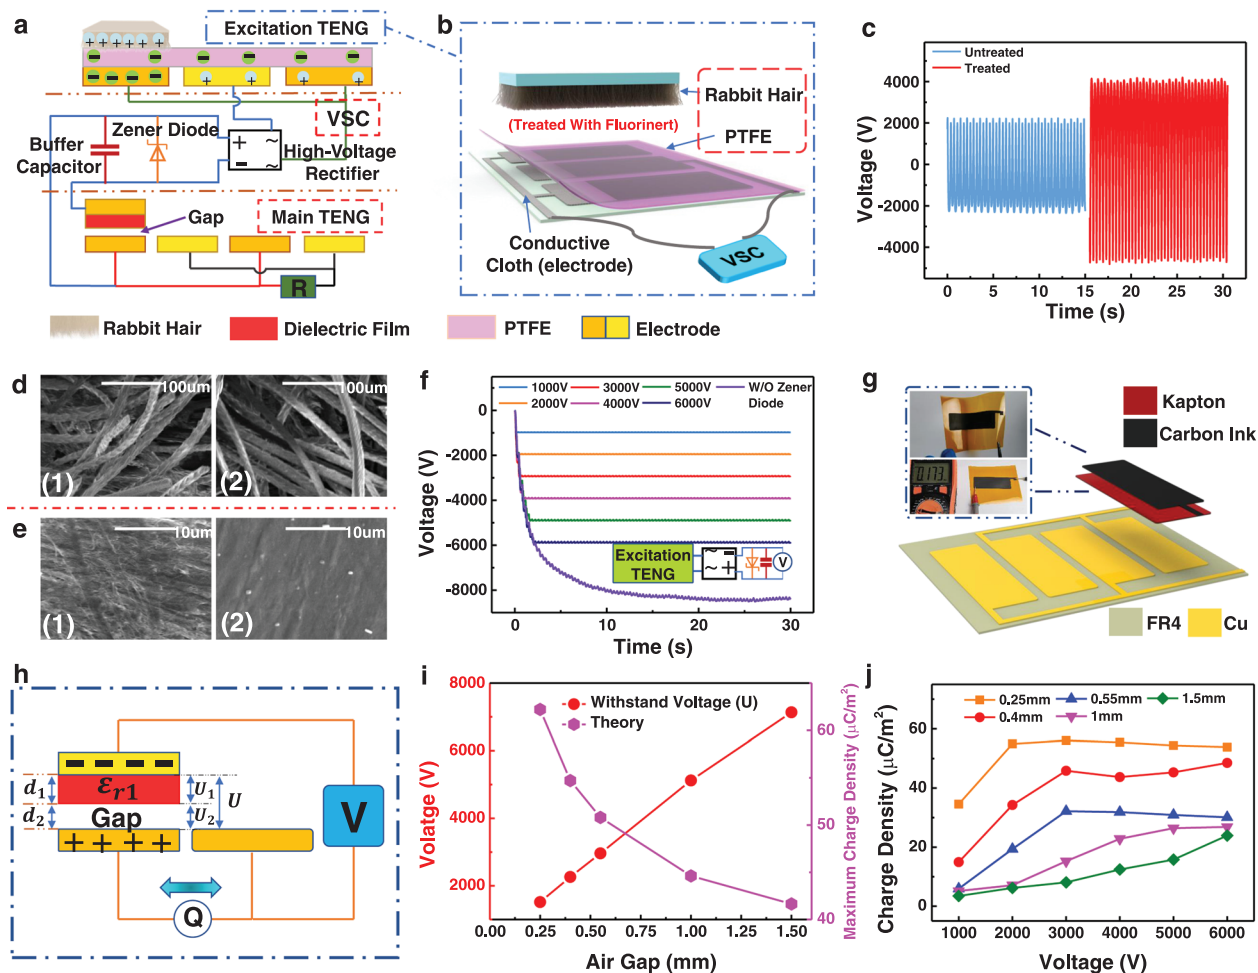 a
Excitation TENG
VSC
Zener Diode
Buffer
Capacitor
High-Voltage
Rectifier
Gap
Main TENG
R
b
Rabbit Hair
(Treated With Fluorinert)
PTFE
Conductive
Cloth (electrode)
VSC
c
Untreated
Treated
4000
2000
0
-2000
-4000
Voltage (V)
0 5 10 15 20 25 30
Time (s)
Rabbit Hair
Dielectric Film
PTFE
Electrode
d
100um
100um
(1)
(2)
e
10um
10um
(1)
(2)
f
1000V 3000V 5000V W/O Zener
2000V 4000V 6000V Diode
0
-2000
-4000
-6000
-8000
Voltage (V)
Excitation
TENG
V
0 10 20 30
Time (s)
g
Kapton
Carbon Ink
0.173
FR4
Cu
h
d1
d2
εr1
Gap
U1
U2
U
V
Q
i
Withstand Voltage (U)
Theory
8000
6000
4000
2000
Volatge (V)
60
50
40
Maximum Charge Density (μC/m²)
0.00 0.25 0.50 0.75 1.00 1.25 1.50
Air Gap (mm)
j
0.25mm 0.55mm 1.5mm
0.4mm 1mm
80
60
40
20
0
Charge Density (μC/m²)
1000 2000 3000 4000 5000 6000
Voltage (V)